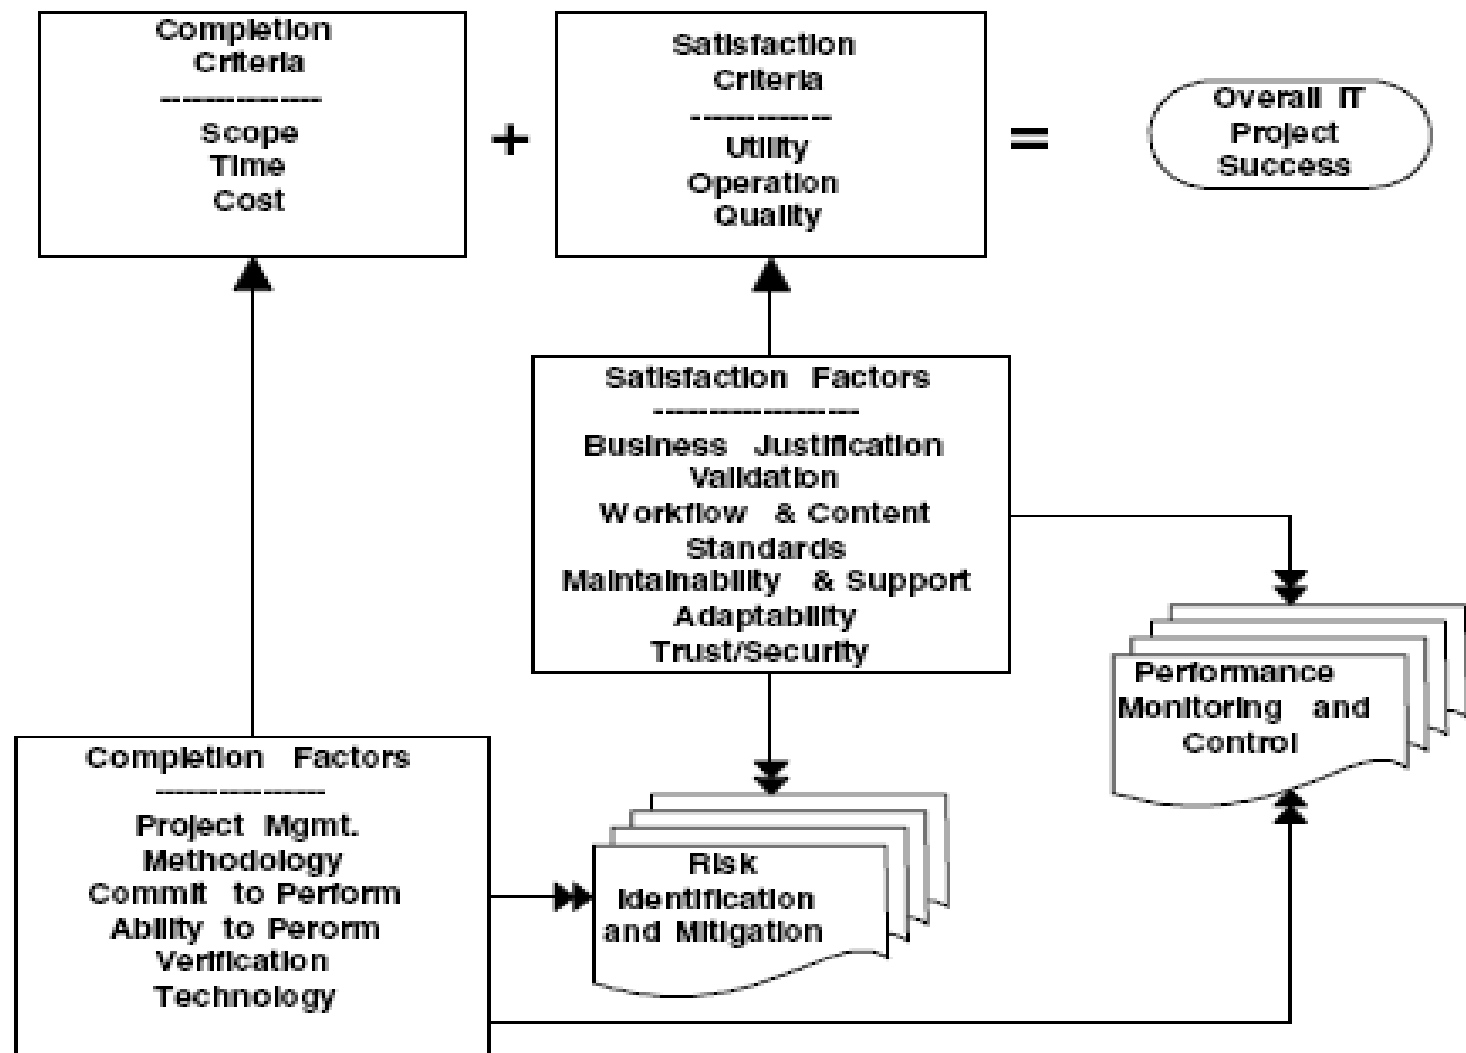 Completion
Criteria
---------------
Scope
Time
Cost
+
Satisfaction
Criteria
-------------
Utility
Operation
Quality
=
Overall IT
Project
Success
Satisfaction Factors
-------------------
Business Justification
Validation
Workflow & Content
Standards
Maintainability & Support
Adaptability
Trust/Security
Performance
Monitoring and
Control
Completion Factors
----------------
Project Mgmt.
Methodology
Commit to Perform
Ability to Perorm
Verification
Technology
Risk
Identification
and Mitigation